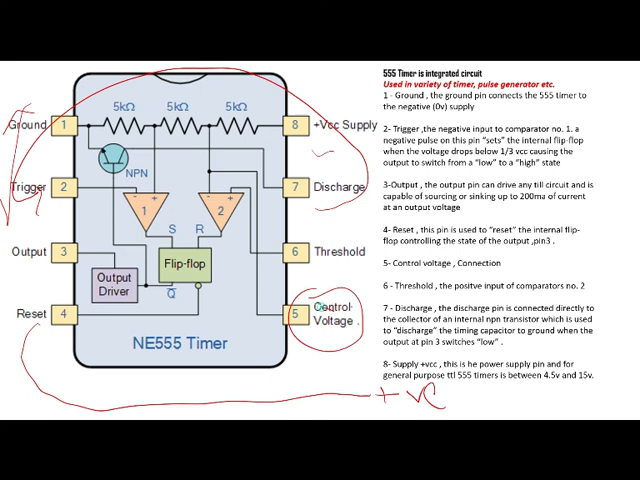 5kΩ 5kΩ 5kΩ
Ground 1
8 +Vcc Supply
NPN
Trigger 2
7 Discharge
- + - +
1 2
S R
Output 3
6 Threshold
Flip-flop
Output
Driver
Q
Reset 4
5 Control
Voltage
NE555 Timer
+ VC
555 Timer is integrated circuit
Used in variety of timer, pulse generator etc.
1 - Ground , the ground pin connects the 555 timer to
the negative (0v) supply
2- Trigger ,the negative input to comparator no. 1. a
negative pulse on this pin “sets” the internal flip-flop
when the voltage drops below 1/3 vcc causing the
output to switch from a “low” to a “high” state
3-Output , the output pin can drive any till circuit and is
capable of sourcing or sinking up to 200ma of current
at an output voltage
4- Reset , this pin is used to “reset” the internal flip-
flop controlling the state of the output ,pin3 .
5- Control voltage , Connection
6 - Threshold , the positve input of comparators no. 2
7 - Discharge , the discharge pin is connected directly to
the collector of an internal npn transistor which is used
to “discharge” the timing capacitor to ground when the
output at pin 3 switches “low” .
8- Supply +vcc , this is he power supply pin and for
general purpose ttl 555 timers is between 4.5v and 15v.